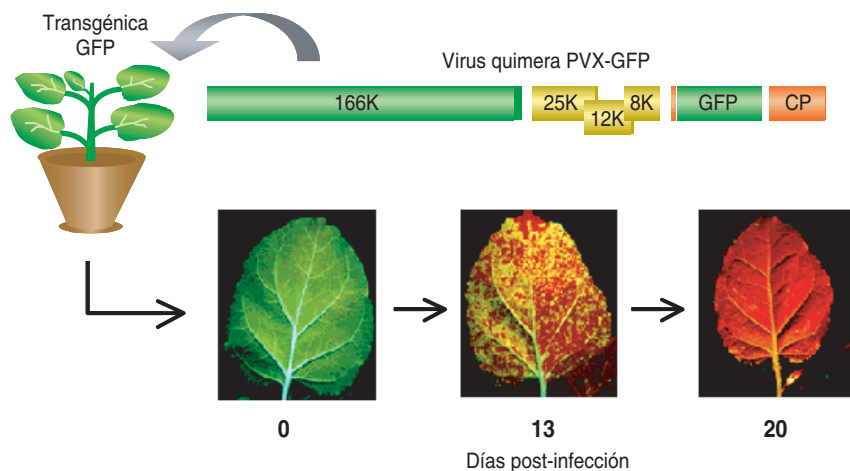 Transgénica
GFP
Virus quimera PVX-GFP
166K
25K
12K
8K
GFP
CP
0
13
20
Días post-infección